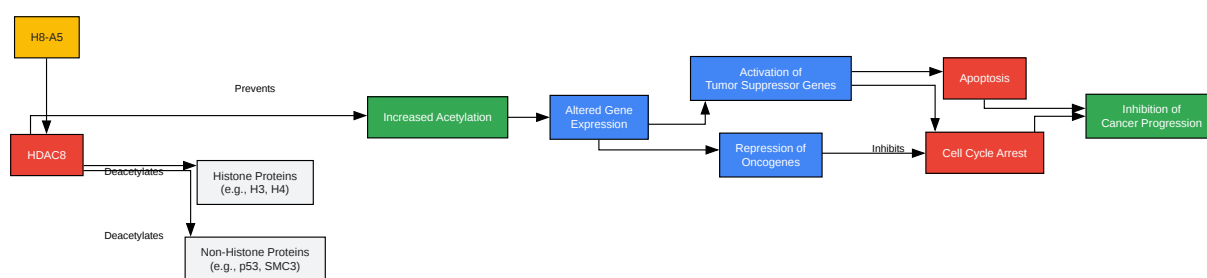 H8-A5
Prevents
HDAC8
Deacetylates
Histone Proteins
(e.g., H3, H4)
Deacetylates
Non-Histone Proteins
(e.g., p53, SMC3)
Increased Acetylation
Altered Gene
Expression
Activation of
Tumor Suppressor Genes
Repression of
Oncogenes
Inhibits
Apoptosis
Cell Cycle Arrest
Inhibition of
Cancer Progression